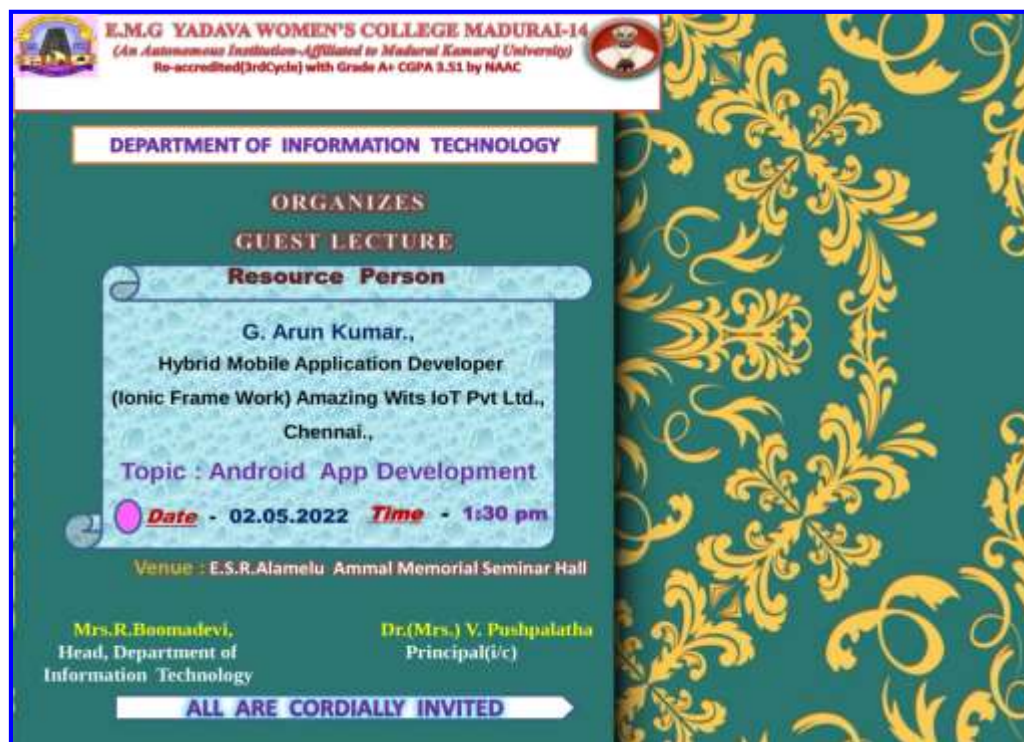 E.M.G YADAVA WOMEN'S COLLEGE MADURAI-14
(An Autonomous Institution-Affiliated to Madurai Kamaraj University)
Re-accredited(3rdCycle) with Grade A+ CGPA 3.51 by NAAC
DEPARTMENT OF INFORMATION TECHNOLOGY
ORGANIZES
GUEST LECTURE
Resource Person
G. Arun Kumar.,
Hybrid Mobile Application Developer
(Ionic Frame Work) Amazing Wits IoT Pvt Ltd.,
Chennai.,
Topic : Android App Development
Date - 02.05.2022 Time - 1:30 pm
Venue : E.S.R.Alamelu Ammal Memorial Seminar Hall
Mrs.R.Boomadevi,
Head, Department of
Information Technology
Dr.(Mrs.) V. Pushpalatha
Principal(i/c)
ALL ARE CORDIALLY INVITED